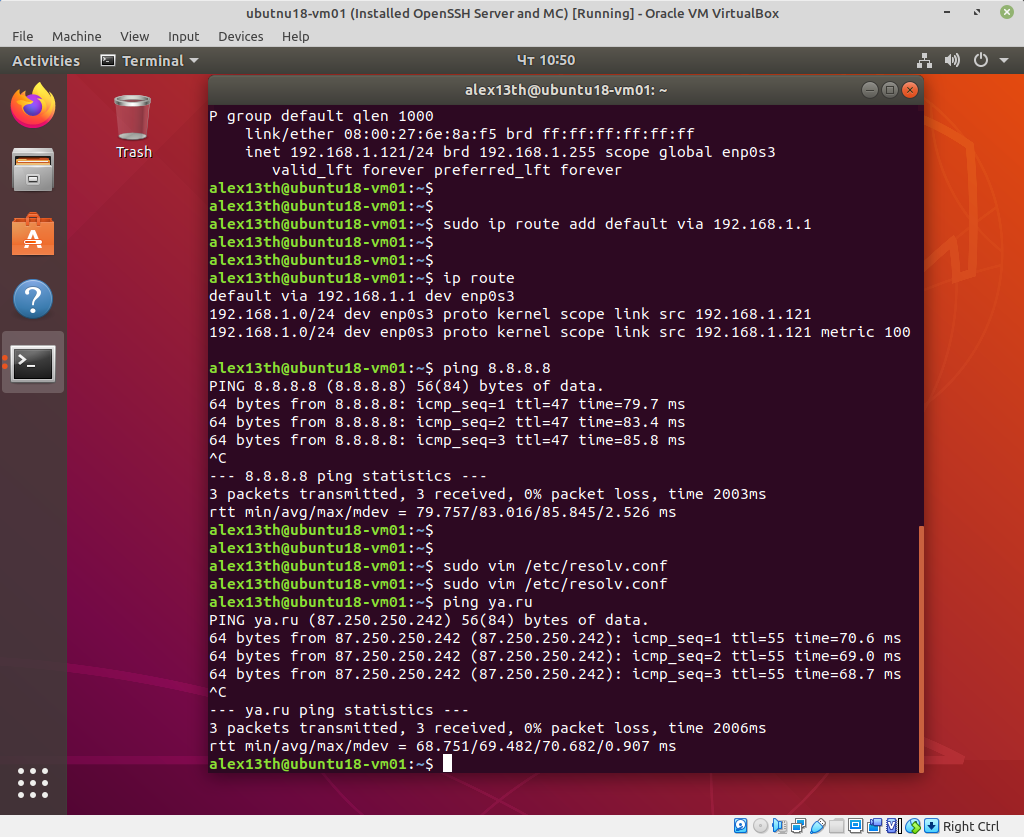 ubutnu18-vm01 (Installed OpenSSH Server and MC) [Running] - Oracle VM VirtualBox
File Machine View Input Devices Help
Activities Terminal Чт 10:50
alex13th@ubuntu18-vm01: ~
Trash
P group default qlen 1000
    link/ether 08:00:27:6e:8a:f5 brd ff:ff:ff:ff:ff:ff
    inet 192.168.1.121/24 brd 192.168.1.255 scope global enp0s3
       valid_lft forever preferred_lft forever
alex13th@ubuntu18-vm01:~$
alex13th@ubuntu18-vm01:~$
alex13th@ubuntu18-vm01:~$ sudo ip route add default via 192.168.1.1
alex13th@ubuntu18-vm01:~$
alex13th@ubuntu18-vm01:~$
alex13th@ubuntu18-vm01:~$ ip route
default via 192.168.1.1 dev enp0s3
192.168.1.0/24 dev enp0s3 proto kernel scope link src 192.168.1.121
192.168.1.0/24 dev enp0s3 proto kernel scope link src 192.168.1.121 metric 100
alex13th@ubuntu18-vm01:~$ ping 8.8.8.8
PING 8.8.8.8 (8.8.8.8) 56(84) bytes of data.
64 bytes from 8.8.8.8: icmp_seq=1 ttl=47 time=79.7 ms
64 bytes from 8.8.8.8: icmp_seq=2 ttl=47 time=83.4 ms
64 bytes from 8.8.8.8: icmp_seq=3 ttl=47 time=85.8 ms
^C
--- 8.8.8.8 ping statistics ---
3 packets transmitted, 3 received, 0% packet loss, time 2003ms
rtt min/avg/max/mdev = 79.757/83.016/85.845/2.526 ms
alex13th@ubuntu18-vm01:~$
alex13th@ubuntu18-vm01:~$
alex13th@ubuntu18-vm01:~$ sudo vim /etc/resolv.conf
alex13th@ubuntu18-vm01:~$ sudo vim /etc/resolv.conf
alex13th@ubuntu18-vm01:~$ ping ya.ru
PING ya.ru (87.250.250.242) 56(84) bytes of data.
64 bytes from 87.250.250.242 (87.250.250.242): icmp_seq=1 ttl=55 time=70.6 ms
64 bytes from 87.250.250.242 (87.250.250.242): icmp_seq=2 ttl=55 time=69.0 ms
64 bytes from 87.250.250.242 (87.250.250.242): icmp_seq=3 ttl=55 time=68.7 ms
^C
--- ya.ru ping statistics ---
3 packets transmitted, 3 received, 0% packet loss, time 2006ms
rtt min/avg/max/mdev = 68.751/69.482/70.682/0.907 ms
alex13th@ubuntu18-vm01:~$
Right Ctrl